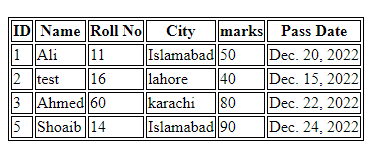 ID Name Roll No City marks Pass Date
1 Ali 11 Islamabad 50 Dec. 20, 2022
2 test 16 lahore 40 Dec. 15, 2022
3 Ahmed 60 karachi 80 Dec. 22, 2022
5 Shoaib 14 Islamabad 90 Dec. 24, 2022